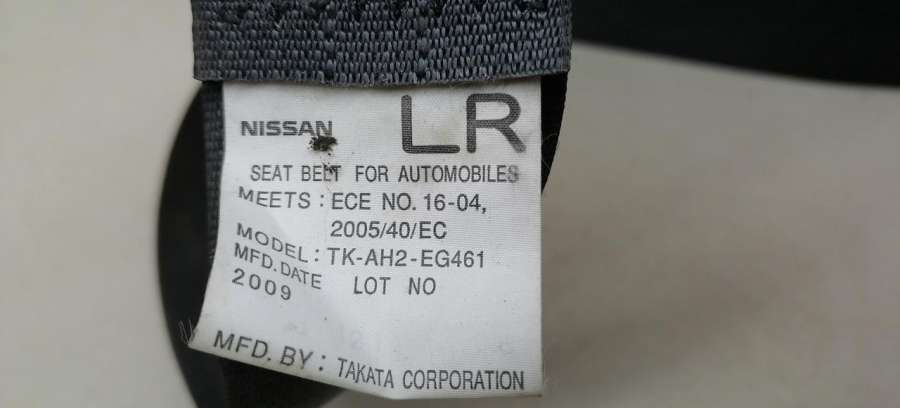 NISSAN LR
SEAT BELT FOR AUTOMOBILES
MEETS : ECE NO. 16-04,
2005/40/EC
MODEL : TK-AH2-EG461
MFD. DATE LOT NO
2009
MFD. BY : TAKATA CORPORATION